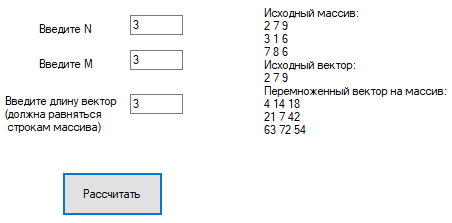 Введите N
3
Введите M
3
Введите длину вектор
(должна равняться
строкам массива)
3
Рассчитать
Исходный массив:
2 7 9
3 1 6
7 8 6
Исходный вектор:
2 7 9
Перемноженный вектор на массив:
4 14 18
21 7 42
63 72 54